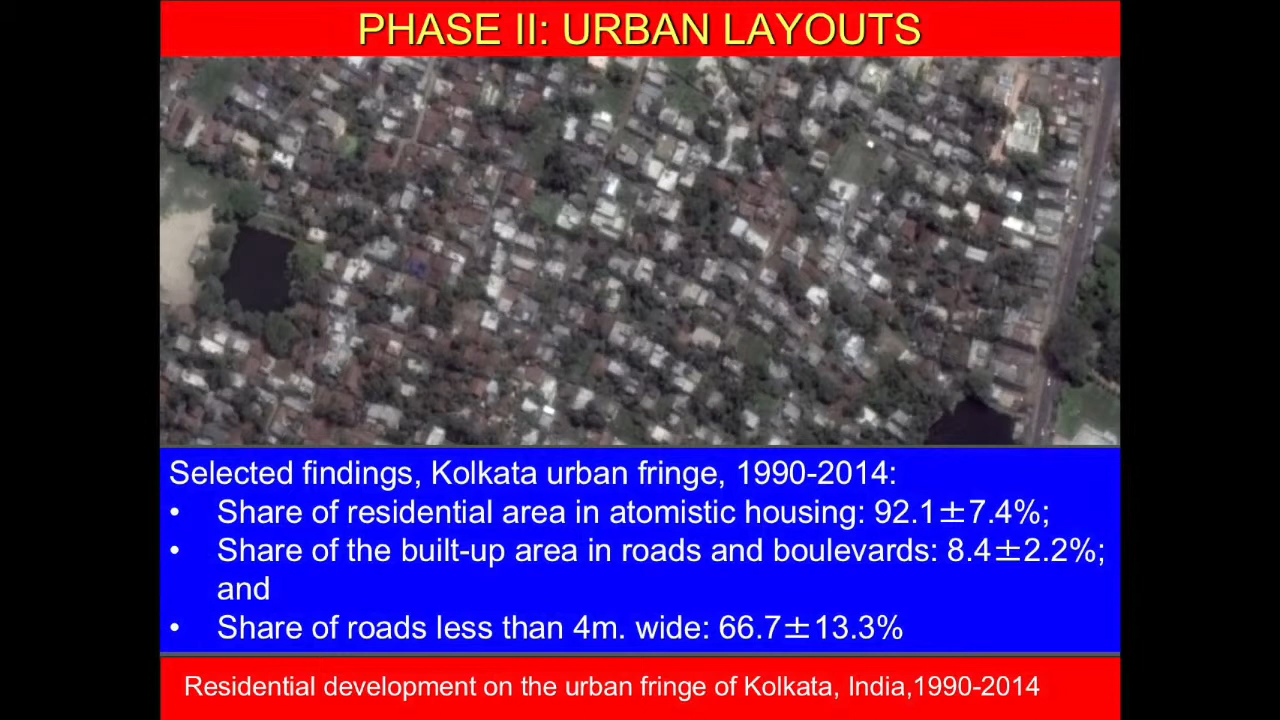 PHASE II: URBAN LAYOUTS
Selected findings, Kolkata urban fringe, 1990-2014:
• Share of residential area in atomistic housing: 92.1±7.4%;
• Share of the built-up area in roads and boulevards: 8.4±2.2%;
and
• Share of roads less than 4m. wide: 66.7±13.3%
Residential development on the urban fringe of Kolkata, India,1990-2014